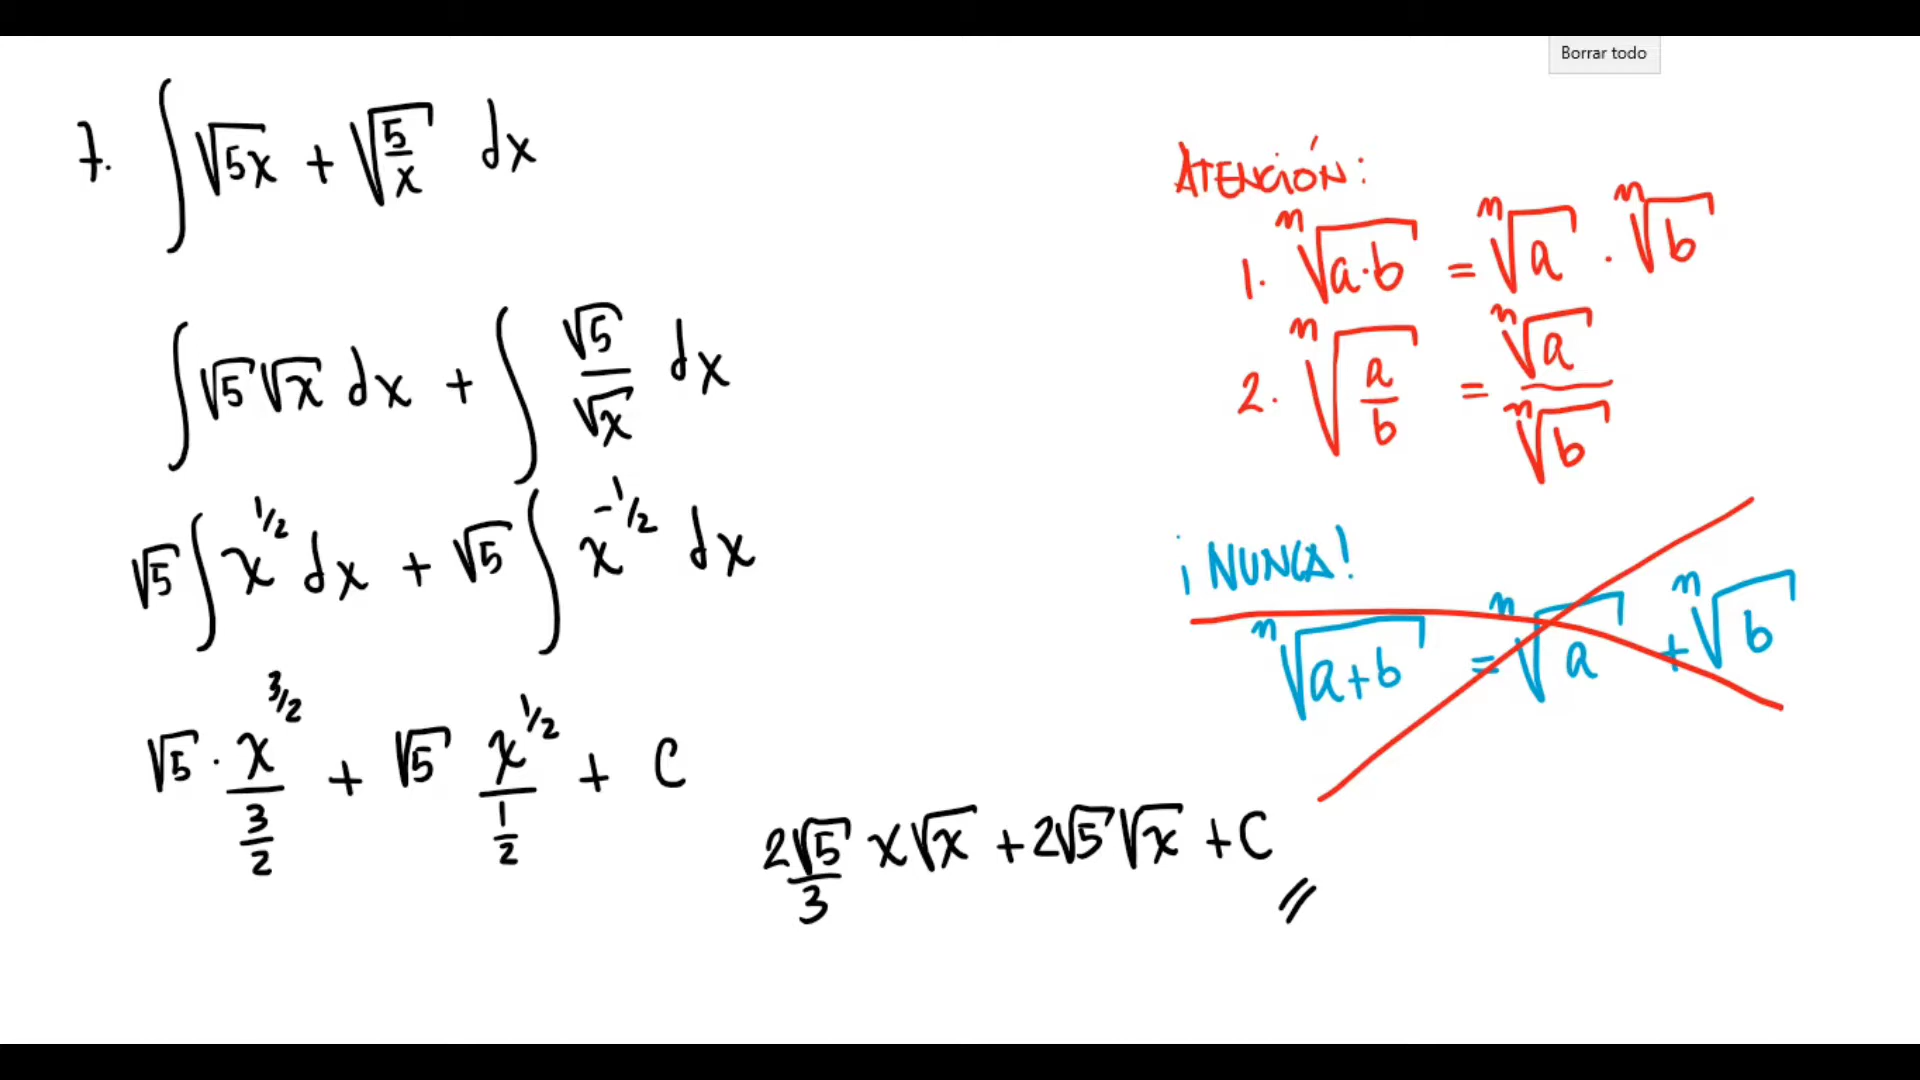 Borrar todo
7. ∫ √5x + √(5/x) dx
∫ √5 √x dx + ∫ √5/√x dx
√5 ∫ x^1/2 dx + √5 ∫ x^-1/2 dx
√5 · x^3/2 / (3/2) + √5 x^1/2 / (1/2) + C
2√5/3 x√x + 2√5 √x + C //
ATENCIÓN:
1. ⁿ√(a·b) = ⁿ√a · ⁿ√b
2. ⁿ√(a/b) = ⁿ√a / ⁿ√b
¡NUNCA!
ⁿ√(a+b) = ⁿ√a + ⁿ√b